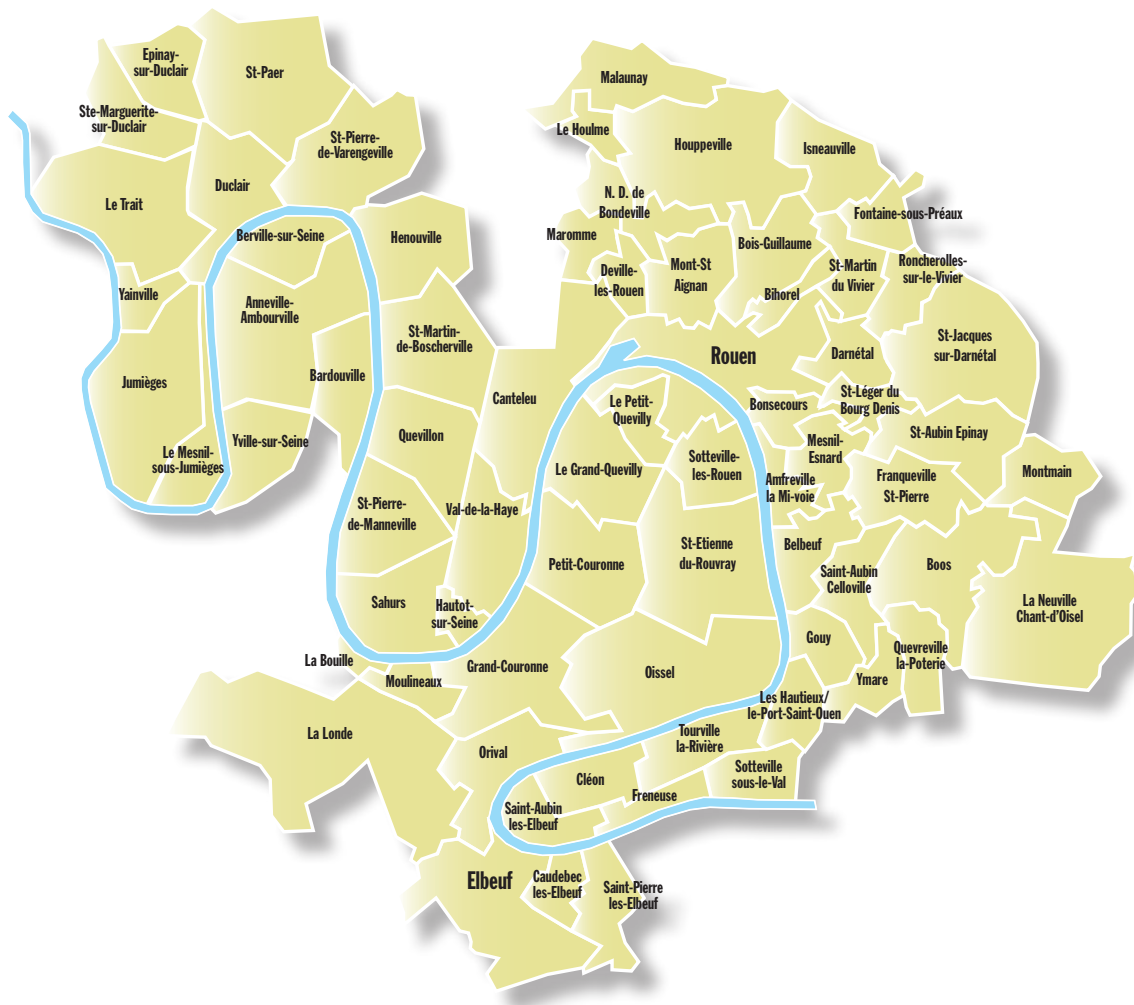 Epinay-
sur-Duclair
St-Paer
Malaunay
Ste-Marguerite-
sur-Duclair
St-Pierre-
de-Varengeville
Le Houlme
Houppeville
Isneauville
Duclair
Le Trait
N. D. de
Bondeville
Fontaine-sous-Préaux
Berville-sur-Seine
Henouville
Maromme
Bois-Guillaume
Roncherolles-
sur-le-Vivier
Deville-
les-Rouen
Mont-St
Aignan
St-Martin
du Vivier
Yainville
Anneville-
Ambourville
Bihorel
St-Martin-
de-Boscherville
St-Jacques
sur-Darnétal
Rouen
Darnétal
Jumièges
Bardouville
Canteleu
Le Petit-
Quevilly
Bonsecours
St-Léger du
Bourg Denis
Quevillon
Yville-sur-Seine
Le Mesnil-
sous-Jumièges
Mesnil-
Esnard
St-Aubin Epinay
Le Grand-Quevilly
Sotteville-
les-Rouen
Amfreville
la Mi-voie
Franqueville
St-Pierre
Montmain
St-Pierre-
de-Manneville
Val-de-la-Haye
St-Etienne
du-Rouvray
Belbeuf
Petit-Couronne
Saint-Aubin
Celloville
Boos
Sahurs
Hautot-
sur-Seine
La Neuville
Chant-d'Oisel
Gouy
Quevreville
la-Poterie
La Bouille
Moulineaux
Grand-Couronne
Oissel
Ymare
Les Hautieux/
le-Port-Saint-Ouen
La Londe
Orival
Tourville
la-Rivière
Cléon
Sotteville
sous-le-Val
Freneuse
Saint-Aubin
les-Elbeuf
Elbeuf
Caudebec
les-Elbeuf
Saint-Pierre
les-Elbeuf